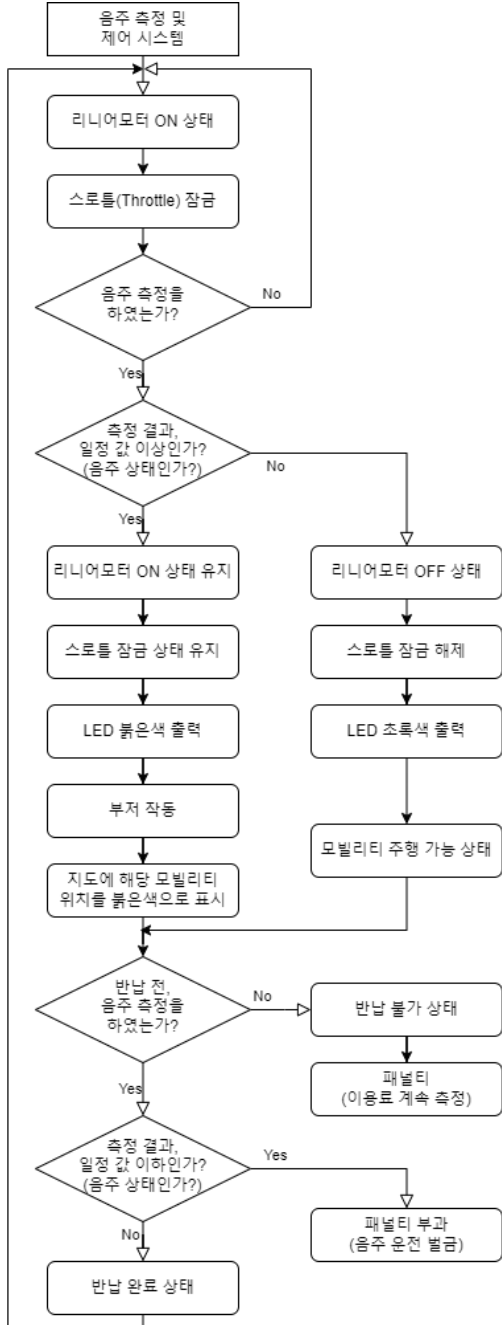 음주 측정 및
제어 시스템
리니어모터 ON 상태
스로틀(Throttle) 잠금
음주 측정을
하였는가?
No
Yes
측정 결과,
일정 값 이상인가?
(음주 상태인가?)
No
Yes
리니어모터 ON 상태 유지
리니어모터 OFF 상태
스로틀 잠금 상태 유지
스로틀 잠금 해제
LED 붉은색 출력
LED 초록색 출력
부저 작동
모빌리티 주행 가능 상태
지도에 해당 모빌리티
위치를 붉은색으로 표시
반납 전,
음주 측정을
하였는가?
No
반납 불가 상태
패널티
(이용료 계속 측정)
Yes
측정 결과,
일정 값 이하인가?
(음주 상태인가?)
Yes
패널티 부과
(음주 운전 벌금)
No
반납 완료 상태